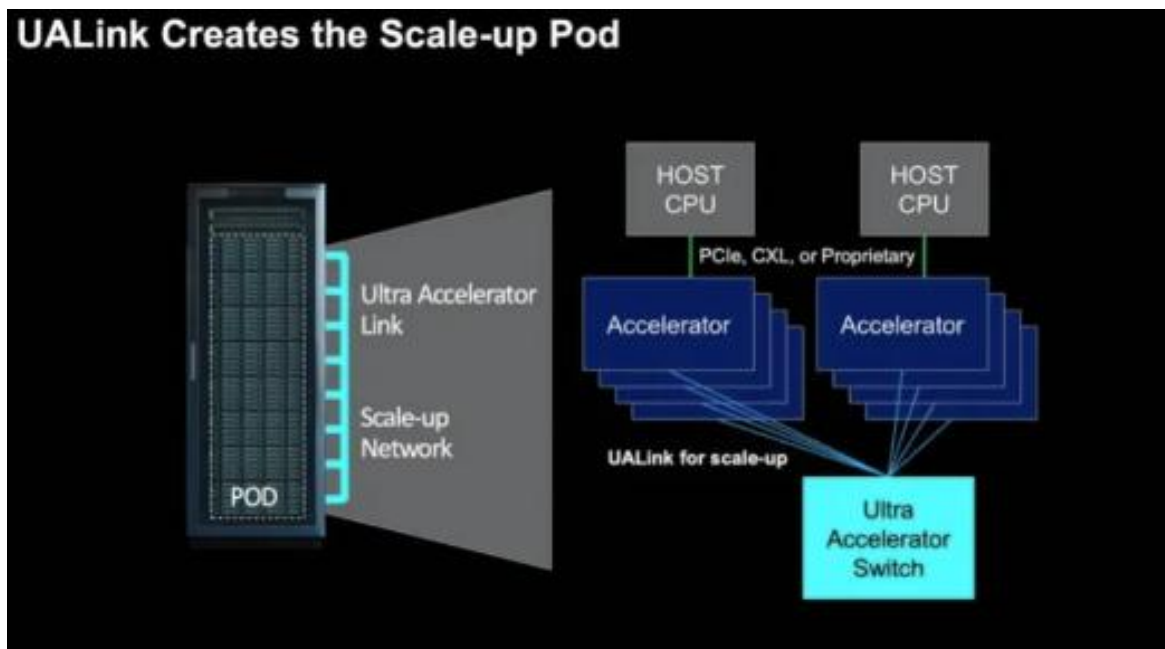 UALink Creates the Scale-up Pod
HOST
CPU
HOST
CPU
PCIe, CXL, or Proprietary
Ultra Accelerator
Link
Accelerator
Accelerator
Scale-up
Network
UALink for scale-up
POD
Ultra
Accelerator
Switch